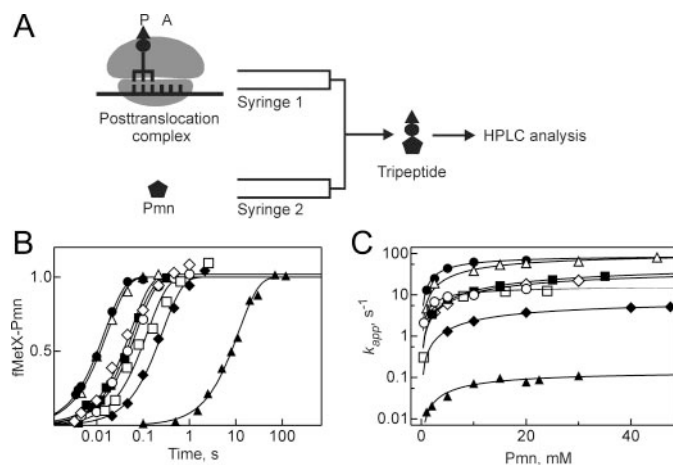 A
P A
Posttranslocation
complex
Syringe 1
Pmn
Syringe 2
Tripeptide
HPLC analysis
B
fMetX-Pmn
1.0
0.5
0.01 0.1 1 10 100
Time, s
C
kapp, s-1
100
10
1
0.1
0.01
0 20 40
Pmn, mM